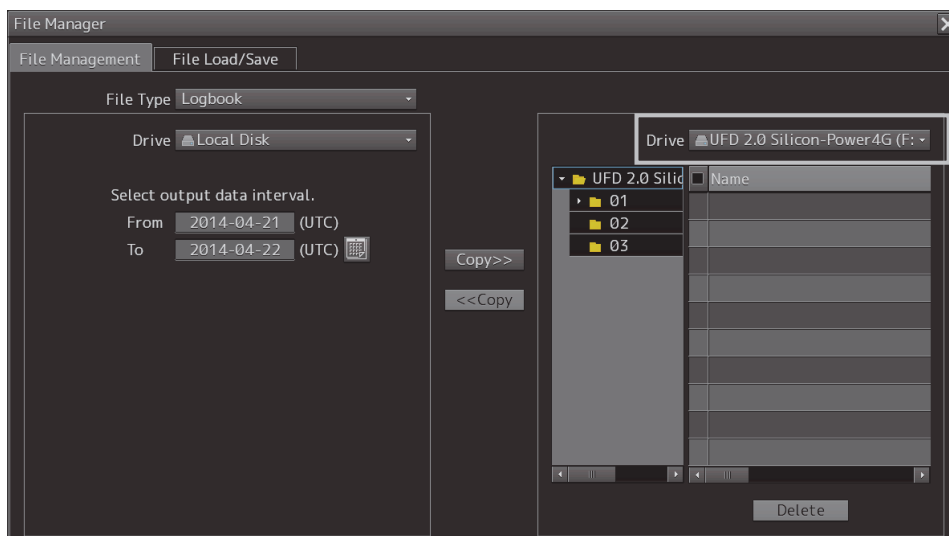 File Manager
File Management
File Load/Save
File Type Logbook
Drive Local Disk
Select output data interval.
From 2014-04-21 (UTC)
To 2014-04-22 (UTC)
Copy>>
<<Copy
Drive UFD 2.0 Silicon-Power4G (F:
UFD 2.0 Silic
01
02
03
Name
Delete